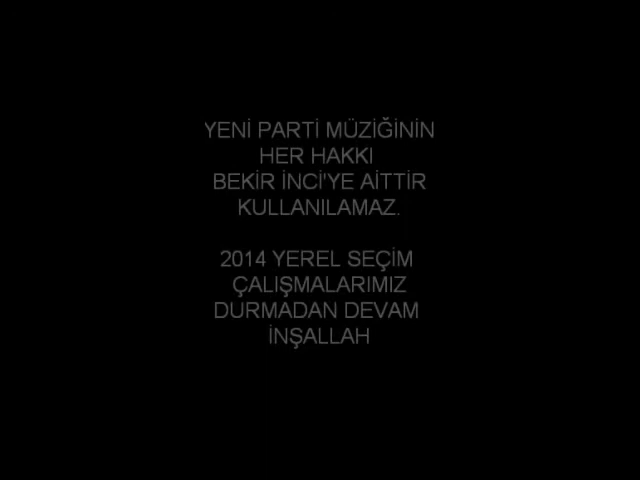 YENİ PARTİ MÜZİĞİNİN
HER HAKKI
BEKİR İNCİ'YE AİTTİR
KULLANILAMAZ.
2014 YEREL SEÇİM
ÇALIŞMALARIMIZ
DURMADAN DEVAM
İNŞALLAH